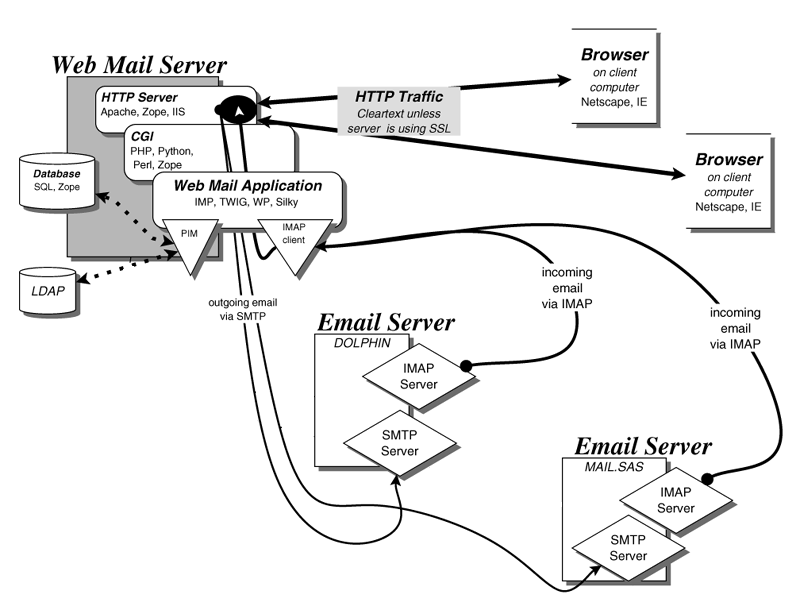 Web Mail Server
HTTP Server
Apache, Zope, IIS
CGI
PHP, Python,
Perl, Zope
Web Mail Application
IMP, TWIG, WP, Silky
PIM
IMAP
client
Database
SQL, Zope
LDAP
HTTP Traffic
Cleartext unless
server is using SSL
Browser
on client
computer
Netscape, IE
Browser
on client
computer
Netscape, IE
outgoing email
via SMTP
incoming
email
via IMAP
incoming
email
via IMAP
Email Server
DOLPHIN
IMAP
Server
SMTP
Server
Email Server
MAIL.SAS
IMAP
Server
SMTP
Server